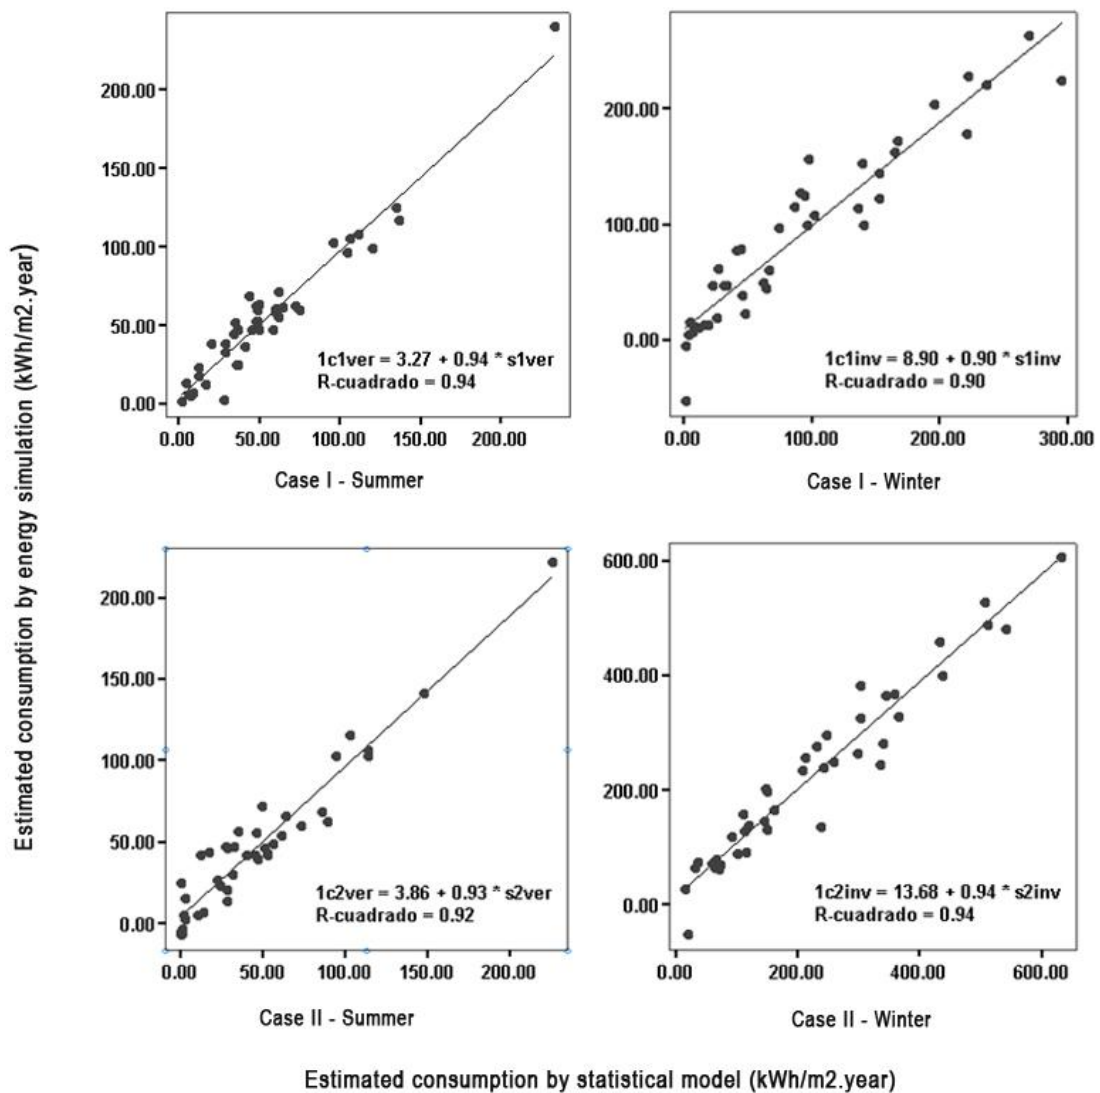 Estimated consumption by energy simulation (kWh/m2.year)
200.00
150.00
100.00
50.00
0.00
1c1ver = 3.27 + 0.94 * s1ver
R-cuadrado = 0.94
0.00 50.00 100.00 150.00 200.00
Case I - Summer
200.00
100.00
0.00
1c1inv = 8.90 + 0.90 * s1inv
R-cuadrado = 0.90
0.00 100.00 200.00 300.00
Case I - Winter
200.00
150.00
100.00
50.00
0.00
1c2ver = 3.86 + 0.93 * s2ver
R-cuadrado = 0.92
0.00 50.00 100.00 150.00 200.00
Case II - Summer
600.00
400.00
200.00
0.00
1c2inv = 13.68 + 0.94 * s2inv
R-cuadrado = 0.94
0.00 200.00 400.00 600.00
Case II - Winter
Estimated consumption by statistical model (kWh/m2.year)